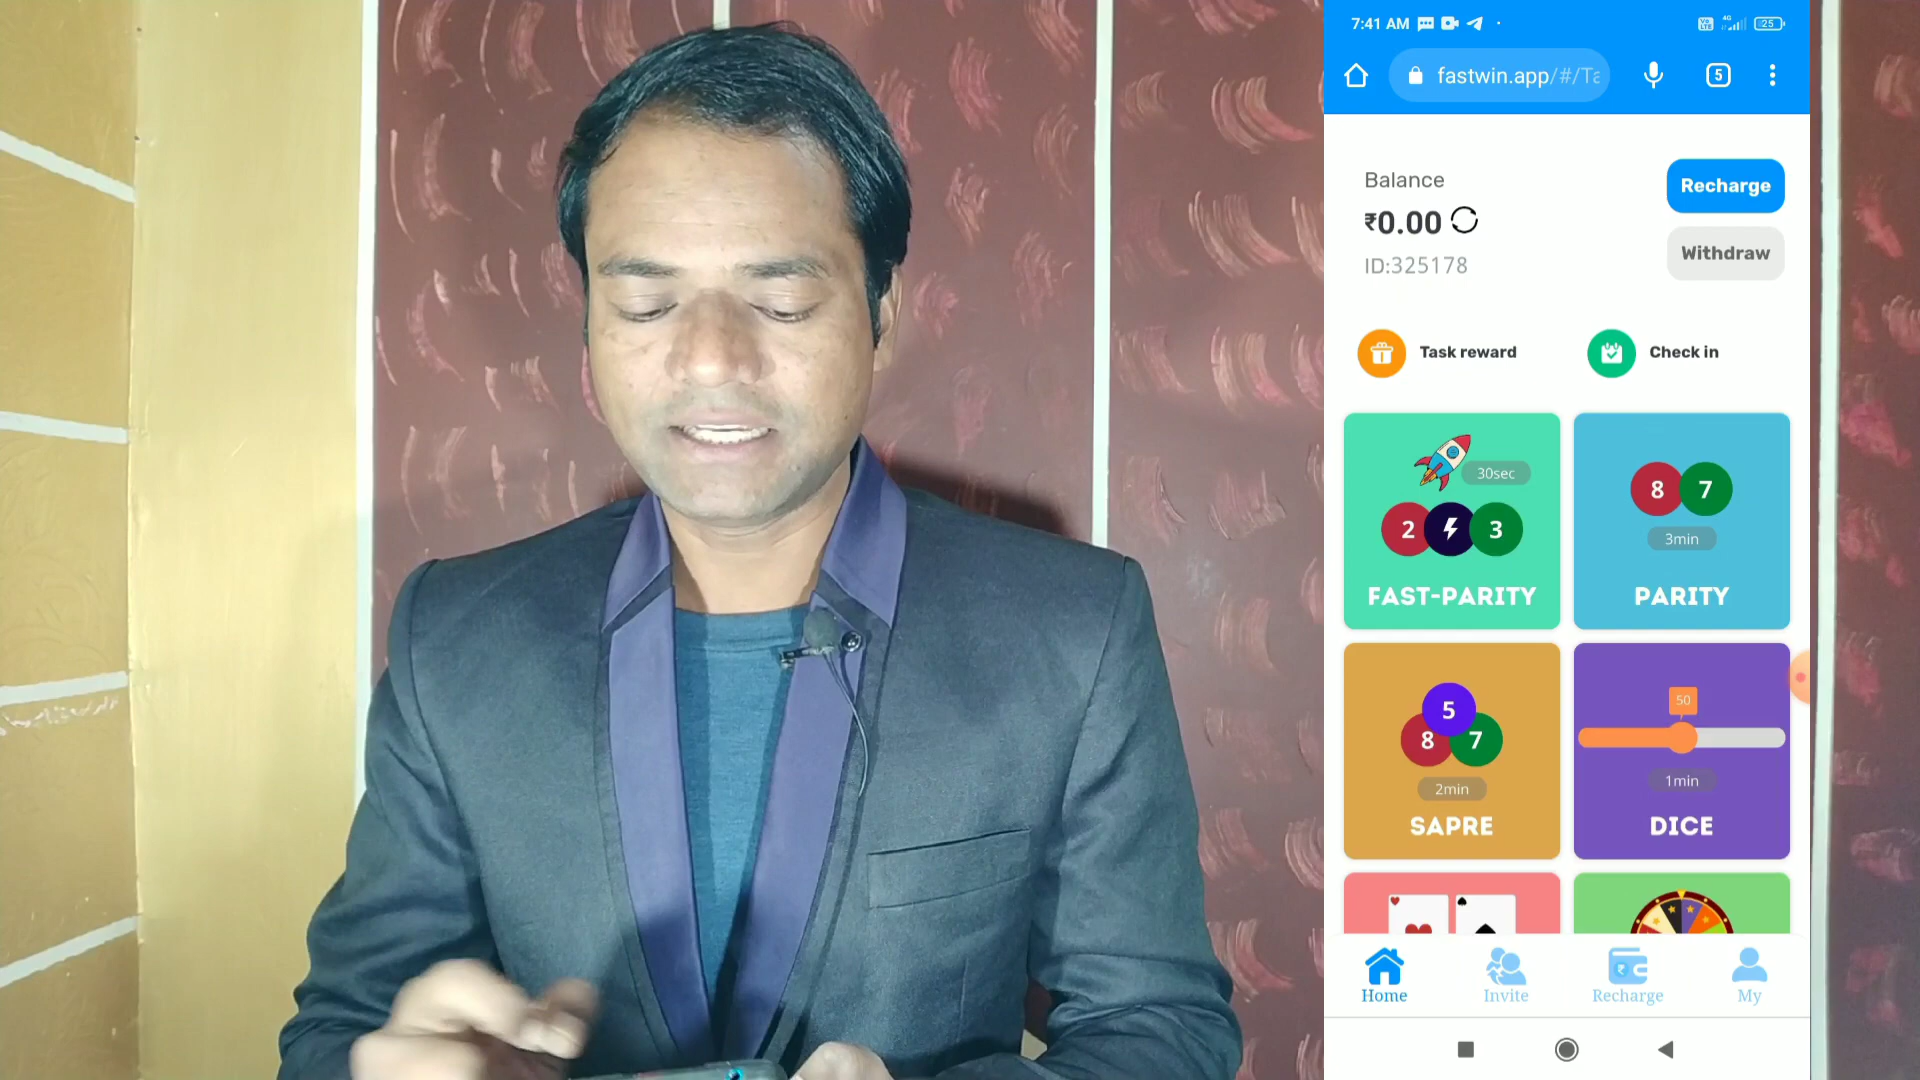 7:41 AM
4G
25
fastwin.app/#/Ta
5
Balance
₹0.00
ID:325178
Recharge
Withdraw
Task reward
Check in
30sec
2 3
FAST-PARITY
8 7
3min
PARITY
5
8 7
2min
SAPRE
50
1min
DICE
Home
Invite
Recharge
My